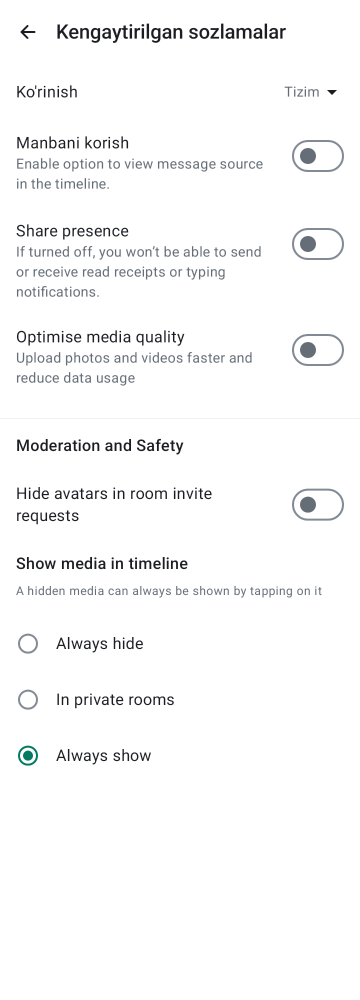 Kengaytirilgan sozlamalar
Ko'rinish
Tizim
Manbani korish
Enable option to view message source
in the timeline.
Share presence
If turned off, you won’t be able to send
or receive read receipts or typing
notifications.
Optimise media quality
Upload photos and videos faster and
reduce data usage
Moderation and Safety
Hide avatars in room invite
requests
Show media in timeline
A hidden media can always be shown by tapping on it
Always hide
In private rooms
Always show